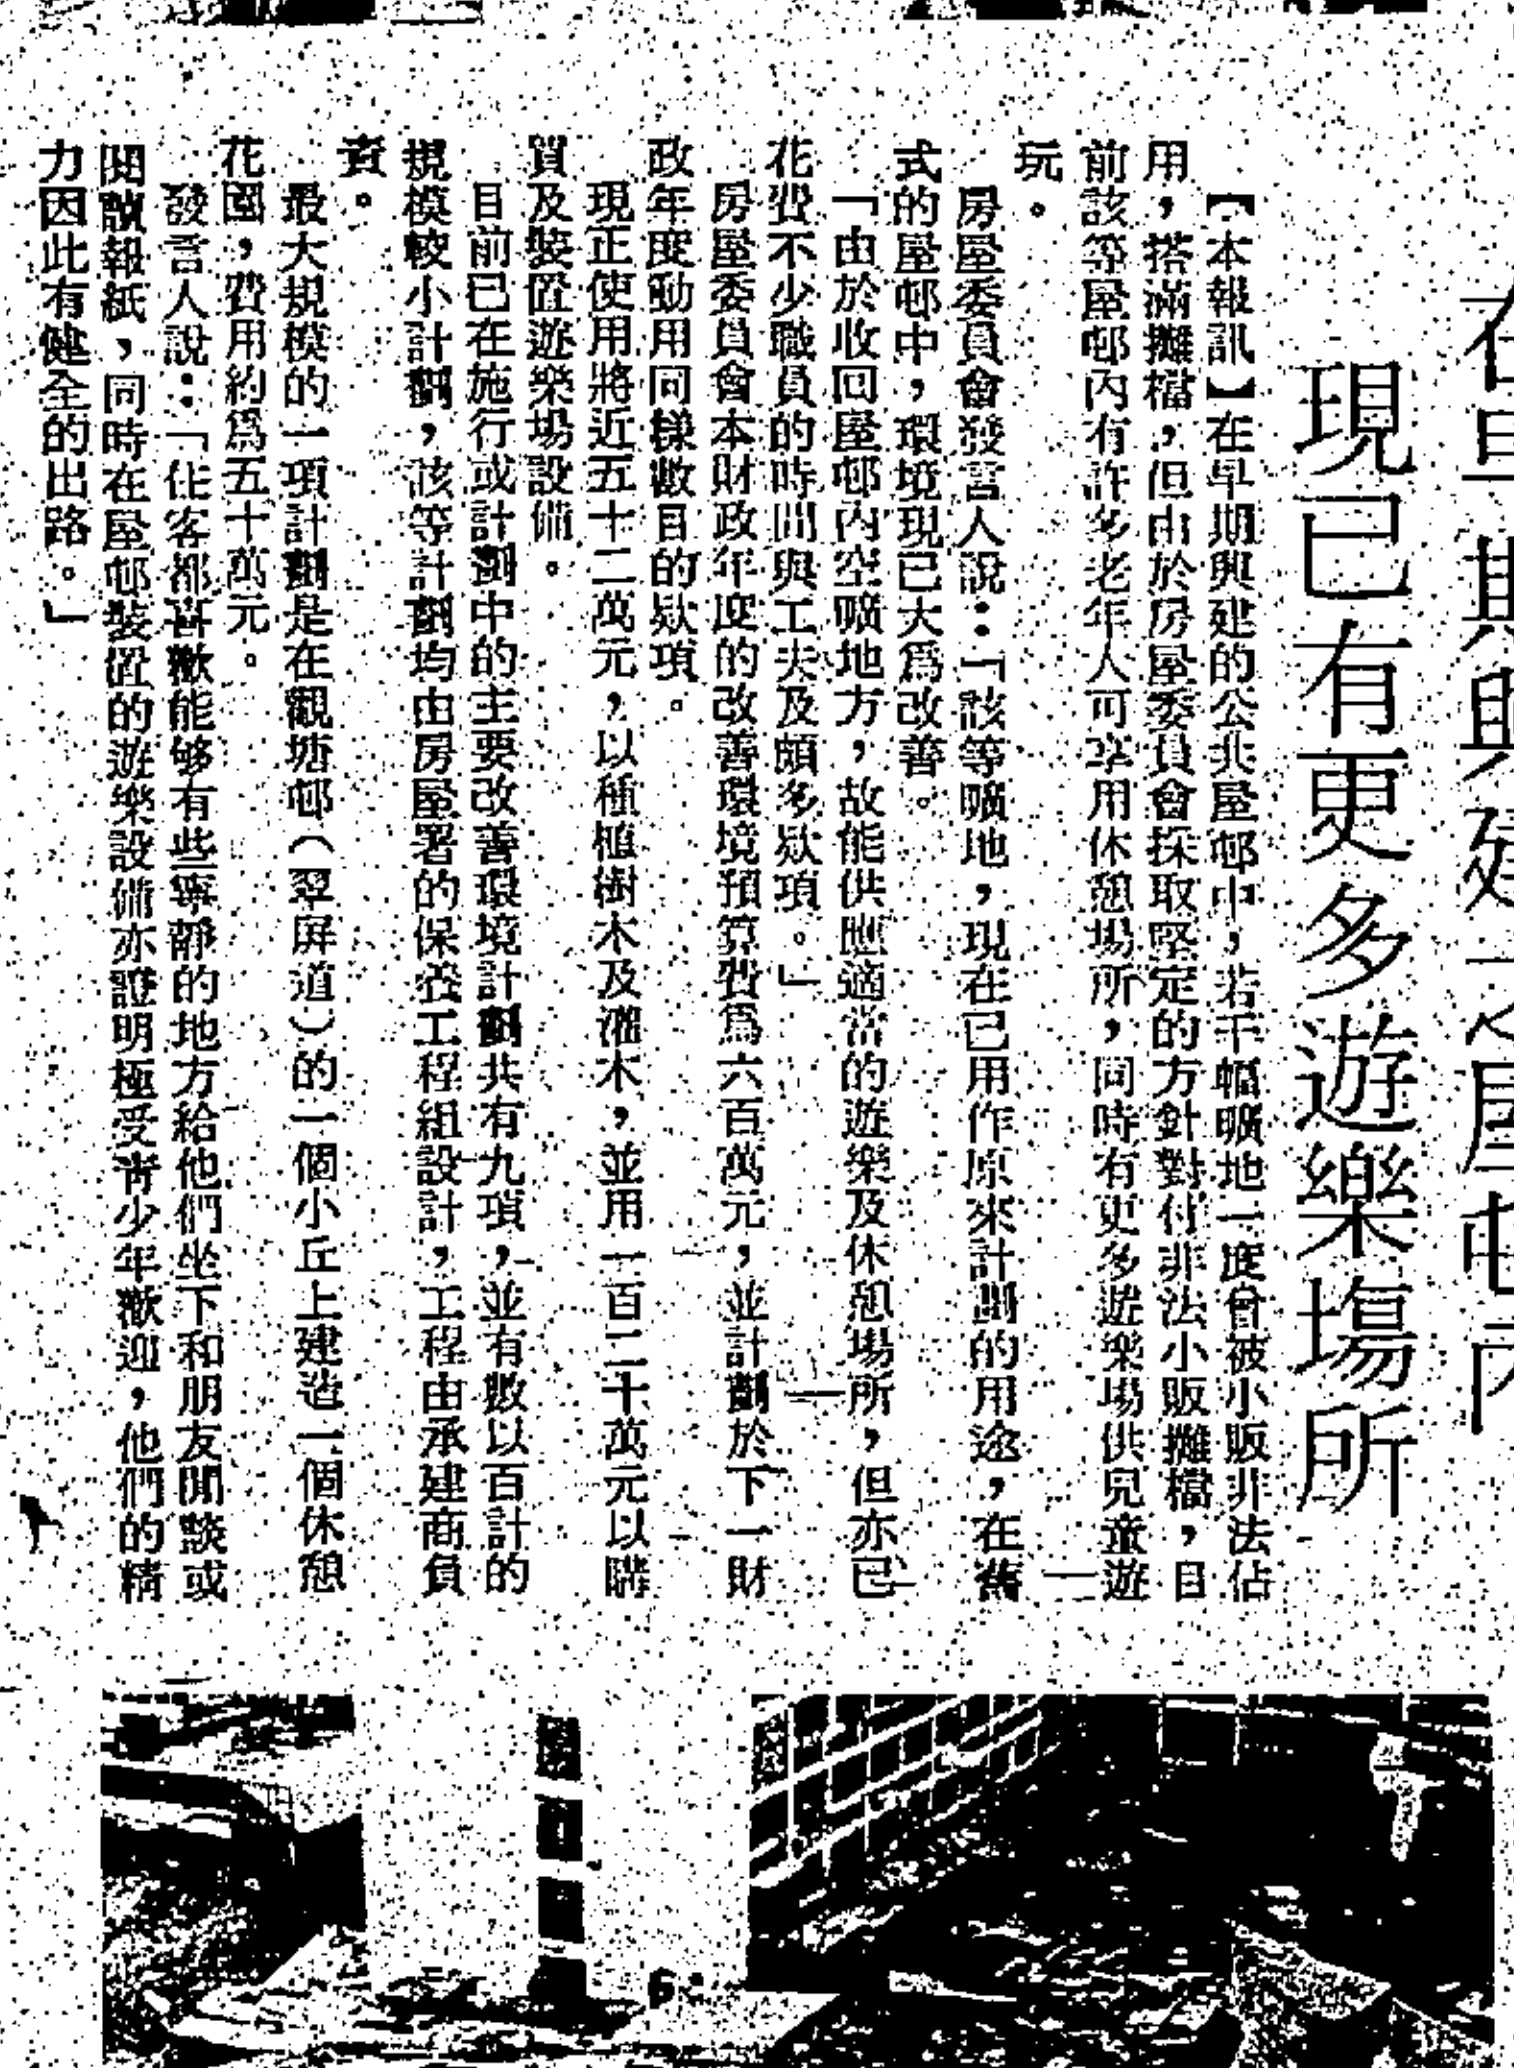 在早期興建之屋邨內
現已有更多遊樂塲所
【本報訊】在早期興建的公共屋邨中，若干幅曠地一度曾被小販非法佔
用，搭滿攤檔，但由於房屋委員會採取堅定的方針對付非法小販攤檔，目
前該等屋邨內有許多老年人可享用休憩場所，同時有更多遊樂場供兒童遊
玩。
房屋委員會發言人說：「該等曠地，現在已用作原來計劃的用途，在舊
式的屋邨中，環境現已大爲改善。
「由於收回屋邨內空曠地方，故能供應適當的遊樂及休憩場所，但亦已
花費不少職員的時間與工夫及頗多欵項。」
房屋委員會本財政年度的改善環境預算費爲六百萬元，並計劃於下一財
政年度動用同樣數目的欵項。
現正使用將近五十二萬元，以種植樹木及灌木，並用一百二十萬元以購
買及裝置遊樂場設備。
目前已在施行或計劃中的主要改善環境計劃共有九項，並有數以百計的
規模較小計劃，該等計劃均由房屋署的保養工程組設計，工程由承建商負
責。
最大規模的一項計劃是在觀塘邨（翠屏道）的一個小丘上建造一個休憩
花園，費用約爲五十萬元。
發言人說：「住客都喜歡能够有些寧靜的地方給他們坐下和朋友閒談或
閱讀報紙，同時在屋邨裝置的遊樂設備亦證明極受青少年歡迎，他們的精
力因此有健全的出路。」